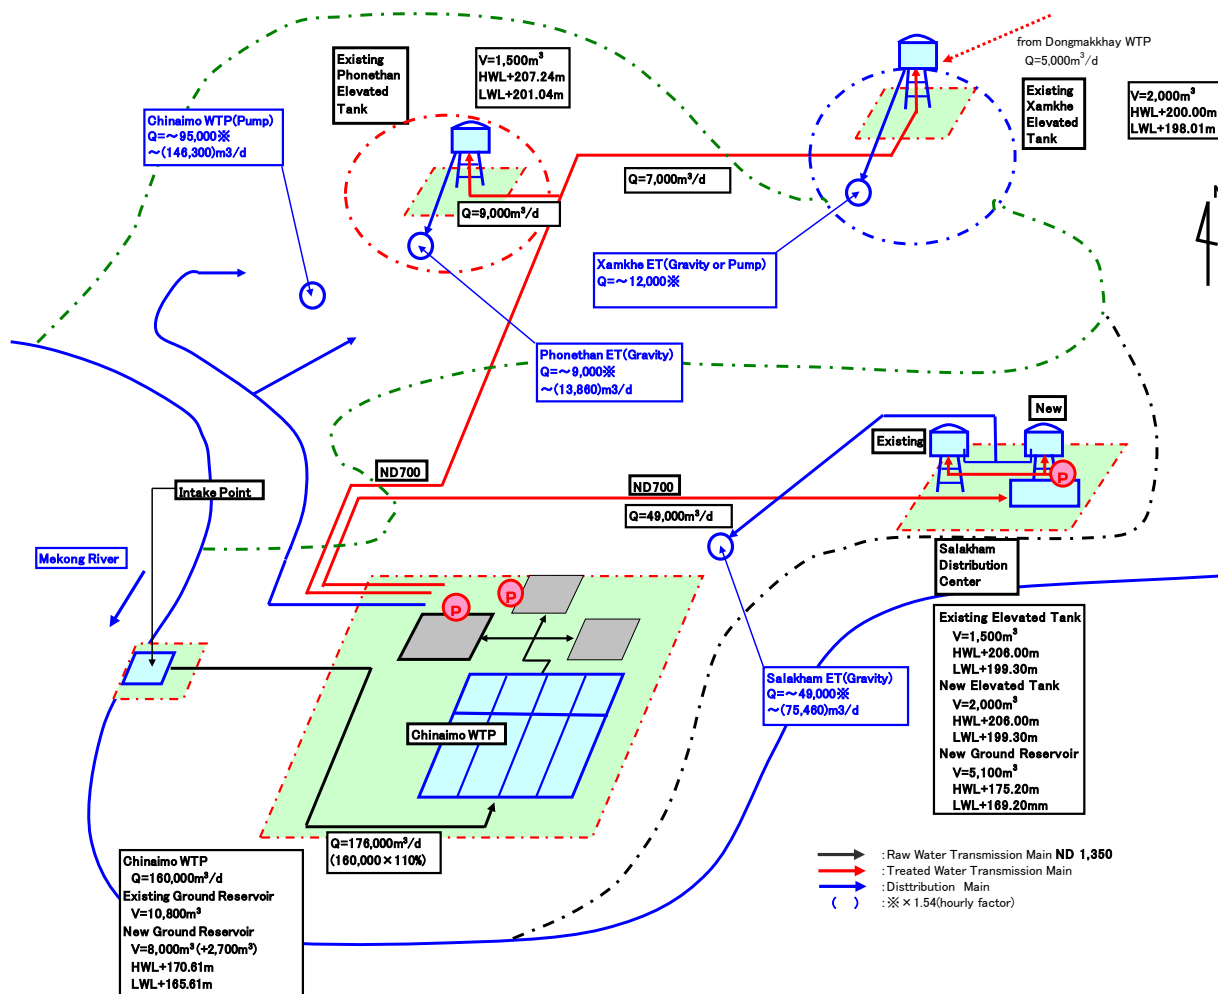 from Dongmakkhay WTP
Q=5,000m³/d
Existing
Phonethan
Elevated
Tank
V=1,500m³
HWL+207.24m
LWL+201.04m
Existing
Xamkhe
Elevated
Tank
V=2,000m³
HWL+200.00m
LWL+198.01m
Chinaimo WTP(Pump)
Q=~95,000※
~(146,300)m3/d
Q=7,000m³/d
Q=9,000m³/d
Xamkhe ET(Gravity or Pump)
Q=~12,000※
Phonethan ET(Gravity)
Q=~9,000※
~(13,860)m3/d
New
Existing
P
ND700
ND700
Intake Point
Q=49,000m³/d
Mekong River
Salakham
Distribution
Center
P
P
Existing Elevated Tank
V=1,500m³
HWL+206.00m
LWL+199.30m
New Elevated Tank
V=2,000m³
HWL+206.00m
LWL+199.30m
New Ground Reservoir
V=5,100m³
HWL+175.20m
LWL+169.20mm
Salakham ET(Gravity)
Q=~49,000※
~(75,460)m3/d
Chinaimo WTP
Q=176,000m³/d
(160,000×110%)
Chinaimo WTP
Q=160,000m³/d
Existing Ground Reservoir
V=10,800m³
New Ground Reservoir
V=8,000m³(+2,700m³)
HWL+170.61m
LWL+165.61m
:Raw Water Transmission Main ND 1,350
:Treated Water Transmission Main
:Disttribution Main
( ) :※×1.54(hourly factor)